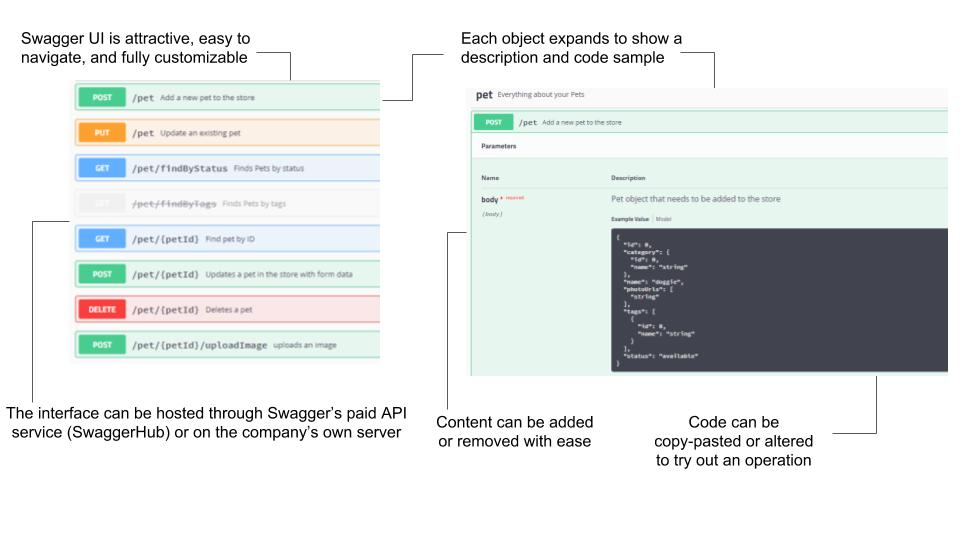 Swagger UI is attractive, easy to
navigate, and fully customizable
Each object expands to show a
description and code sample
POST /pet Add a new pet to the store
PUT /pet Update an existing pet
GET /pet/findByStatus Finds Pets by status
GET /pet/findByTags Finds Pets by tags
GET /pet/{petId} Find pet by ID
POST /pet/{petId} Updates a pet in the store with form data
DELETE /pet/{petId} Deletes a pet
POST /pet/{petId}/uploadImage uploads an image
pet Everything about your Pets
POST /pet Add a new pet to the store
Parameters
Name Description
body * required Pet object that needs to be added to the store
(body)
Example Value | Model
{
"id": 0,
"category": {
"id": 0,
"name": "string"
},
"name": "doggie",
"photoUrls": [
"string"
],
"tags": [
{
"id": 0,
"name": "string"
}
],
"status": "available"
}
The interface can be hosted through Swagger's paid API
service (SwaggerHub) or on the company's own server
Content can be added
or removed with ease
Code can be
copy-pasted or altered
to try out an operation